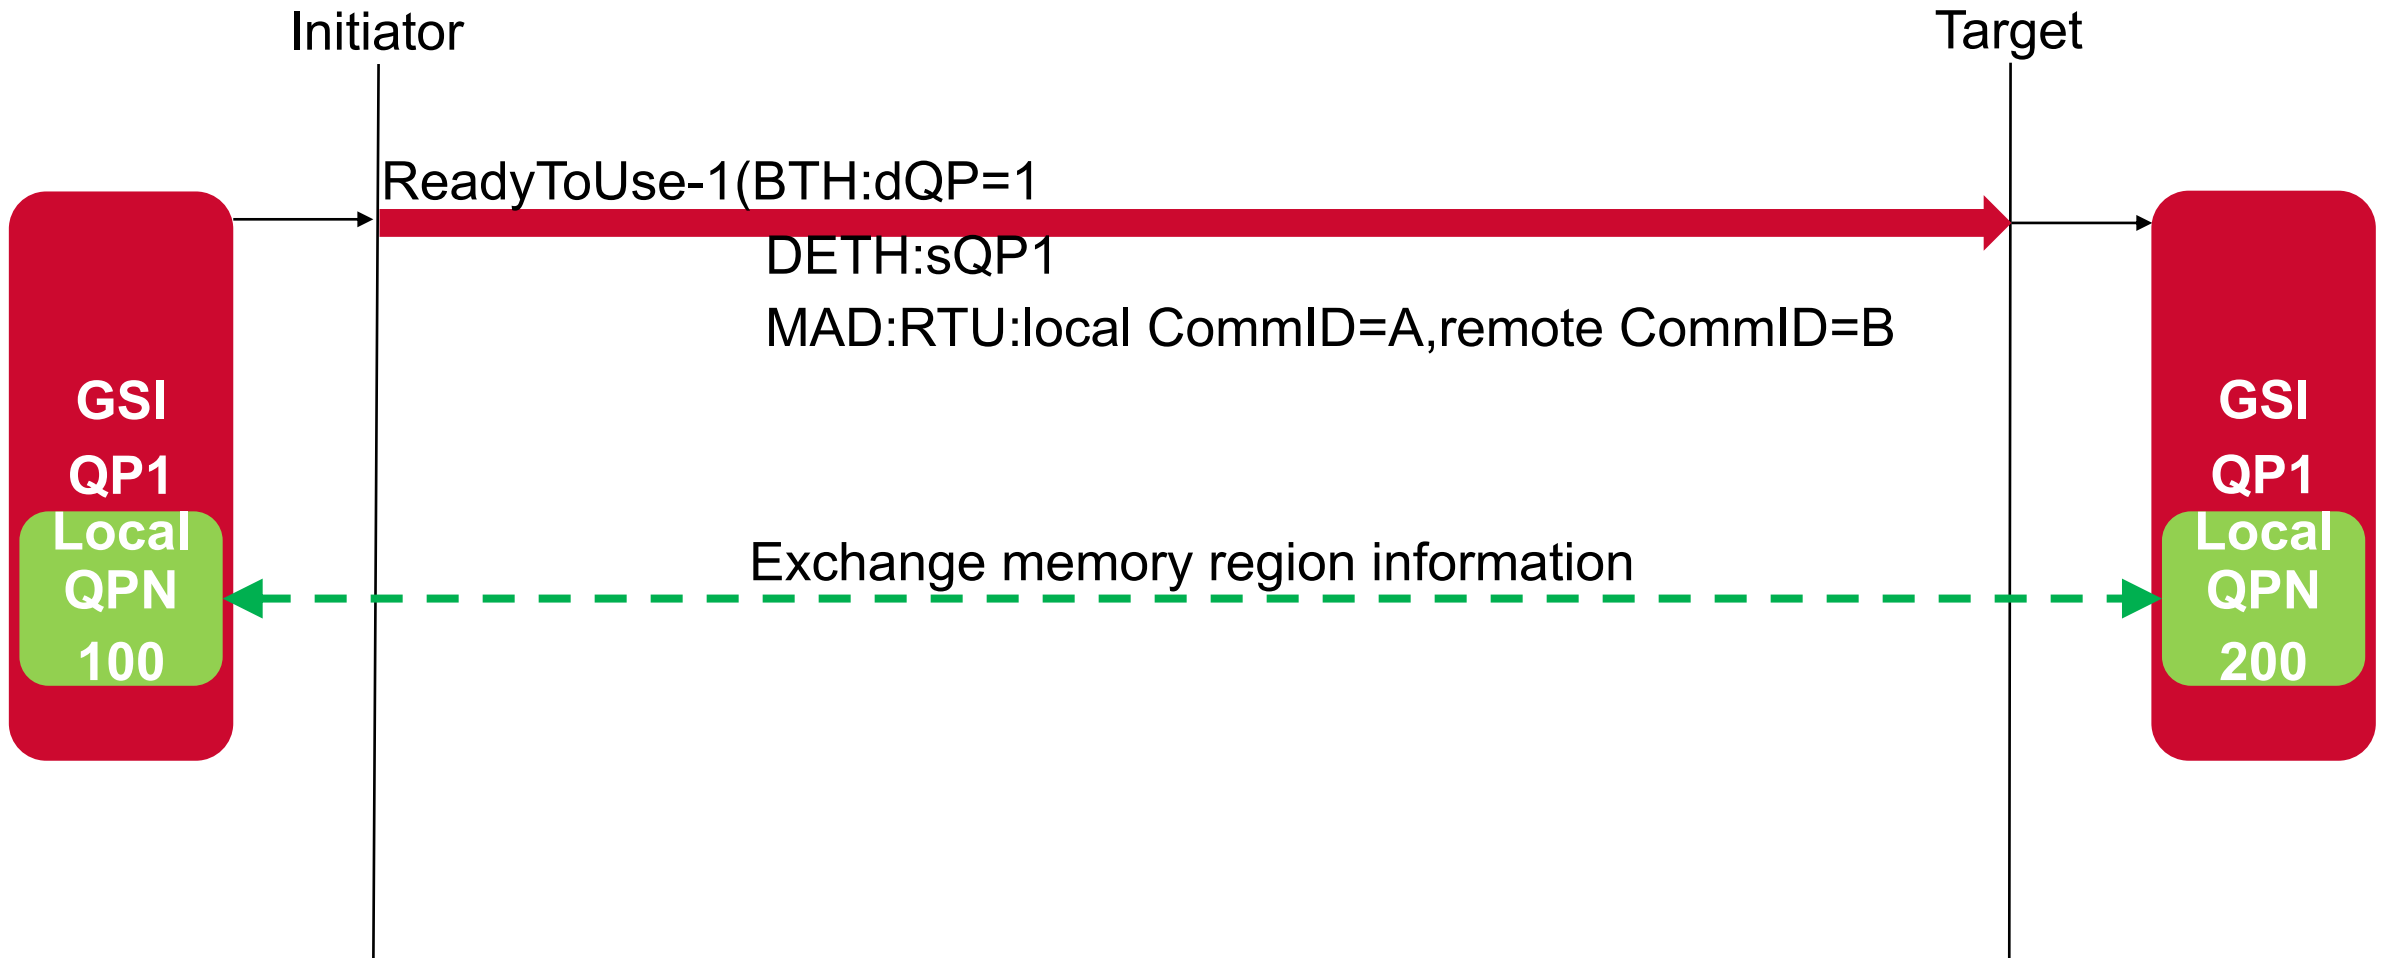 Initiator
Target
ReadyToUse-1(BTH:dQP=1
DETH:sQP1
MAD:RTU:local CommID=A,remote CommID=B
GSI
QP1
Local
QPN
100
Exchange memory region information
GSI
QP1
Local
QPN
200